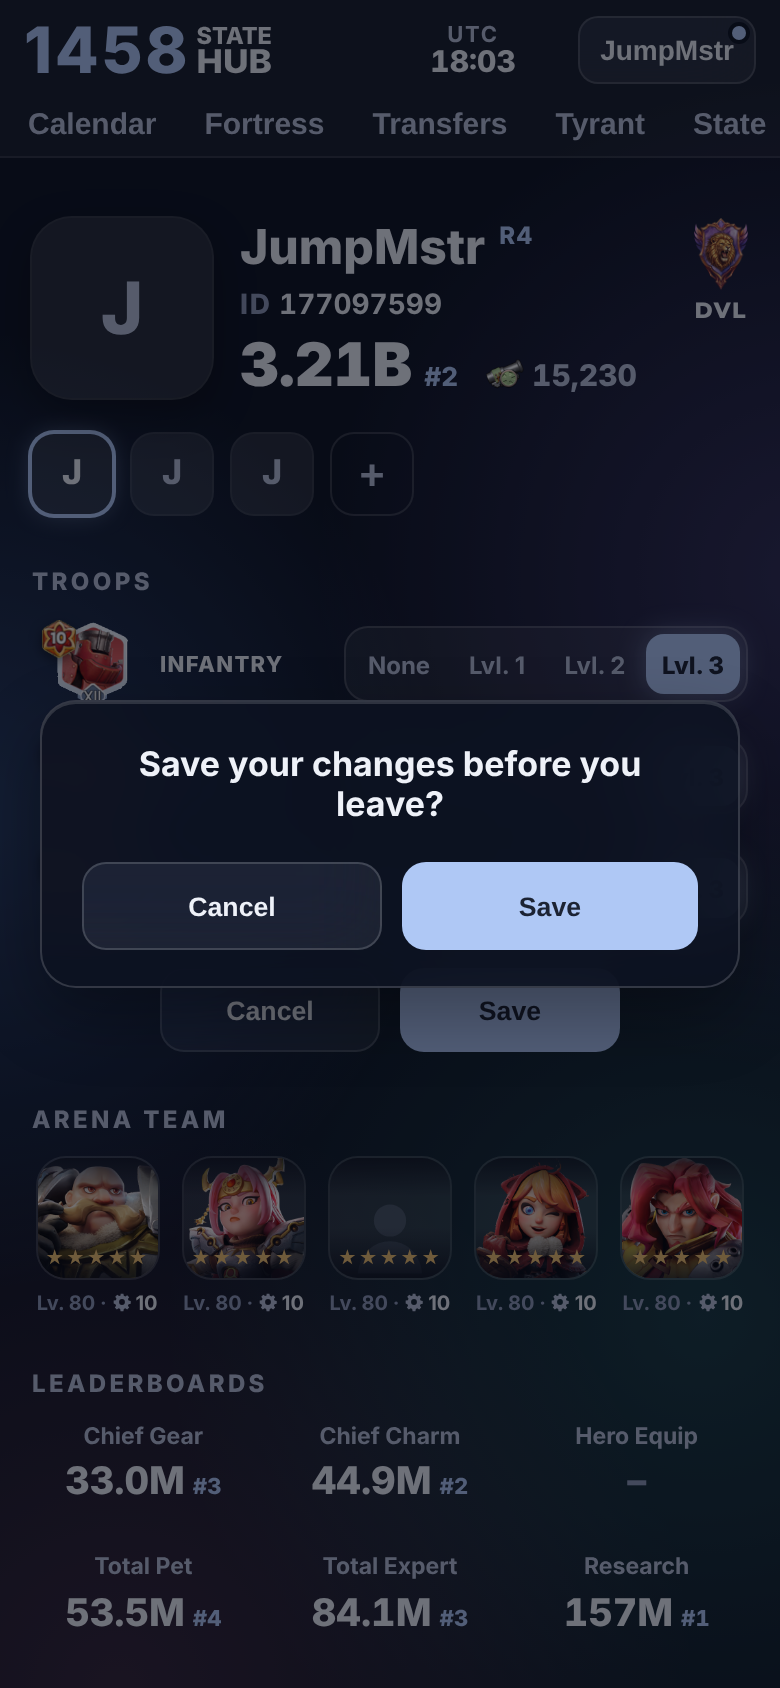 1458 STATE HUB
UTC
18:03
JumpMstr
Calendar Fortress Transfers Tyrant State
J
JumpMstr R4
ID 177097599
3.21B #2 15,230
DVL
J J J +
TROOPS
10 XII INFANTRY None Lvl. 1 Lvl. 2 Lvl. 3
Save your changes before you
leave?
Cancel Save
Cancel Save
ARENA TEAM
Lv. 80 · 10 Lv. 80 · 10 Lv. 80 · 10 Lv. 80 · 10 Lv. 80 · 10
LEADERBOARDS
Chief Gear Chief Charm Hero Equip
33.0M #3 44.9M #2 –
Total Pet Total Expert Research
53.5M #4 84.1M #3 157M #1